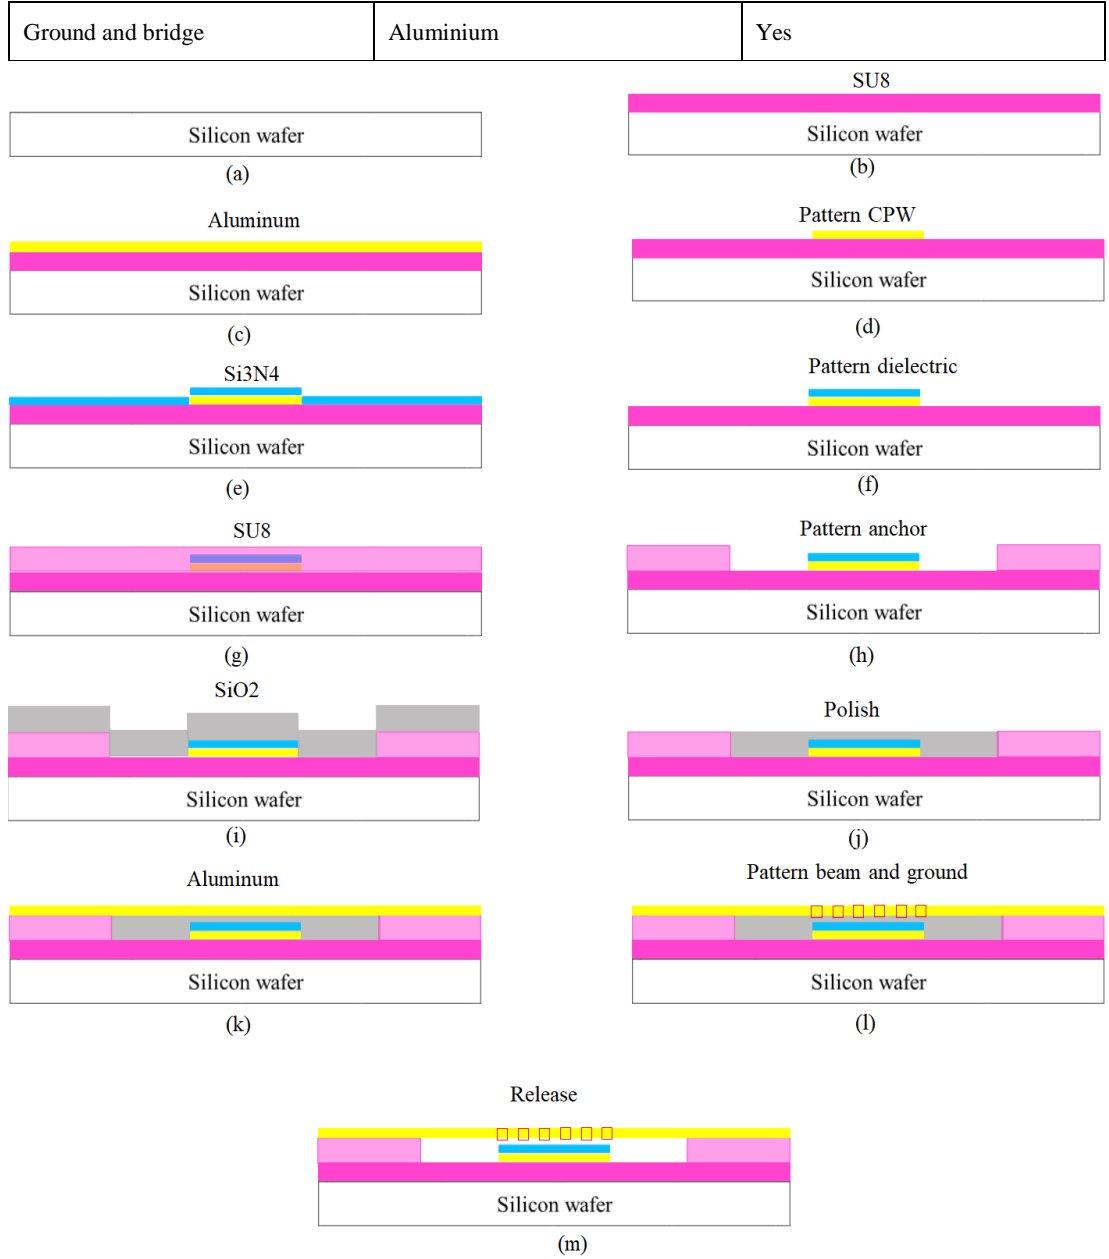 Ground and bridge Aluminium Yes
SU8
Silicon wafer
(a)
Silicon wafer
(b)
Aluminum
Silicon wafer
(c)
Pattern CPW
Silicon wafer
(d)
Si3N4
Silicon wafer
(e)
Pattern dielectric
Silicon wafer
(f)
SU8
Silicon wafer
(g)
Pattern anchor
Silicon wafer
(h)
SiO2
Silicon wafer
(i)
Polish
Silicon wafer
(j)
Aluminum
Silicon wafer
(k)
Pattern beam and ground
Silicon wafer
(l)
Release
Silicon wafer
(m)